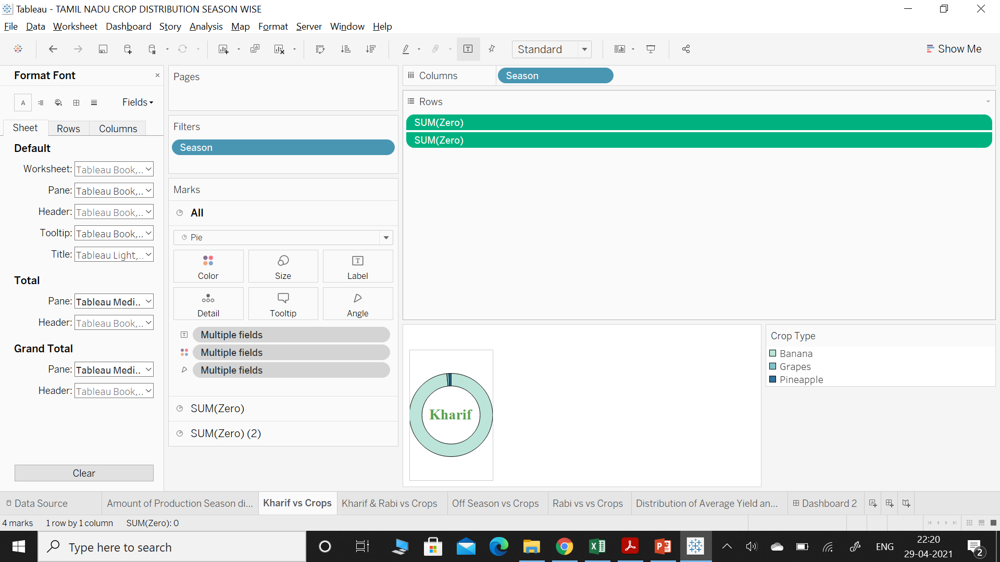 Tableau - TAMIL NADU CROP DISTRIBUTION SEASON WISE
File Data Worksheet Dashboard Story Analysis Map Format Server Window Help
Standard
Show Me
Format Font
Fields
Sheet Rows Columns
Default
Worksheet: Tableau Book,..
Pane: Tableau Book,..
Header: Tableau Book,..
Tooltip: Tableau Book,..
Title: Tableau Light,..
Total
Pane: Tableau Medi..
Header: Tableau Book,..
Grand Total
Pane: Tableau Medi..
Header: Tableau Book,..
Clear
Pages
Filters
Season
Marks
All
Pie
Color Size Label
Detail Tooltip Angle
Multiple fields
Multiple fields
Multiple fields
SUM(Zero)
SUM(Zero) (2)
Columns Season
Rows
SUM(Zero)
SUM(Zero)
Kharif
Crop Type
Banana
Grapes
Pineapple
Data Source Amount of Production Season di... Kharif vs Crops Kharif & Rabi vs Crops Off Season vs Crops Rabi vs vs Crops Distribution of Average Yield an... Dashboard 2
4 marks 1 row by 1 column SUM(Zero): 0
Type here to search
ENG
22:20
29-04-2021
2